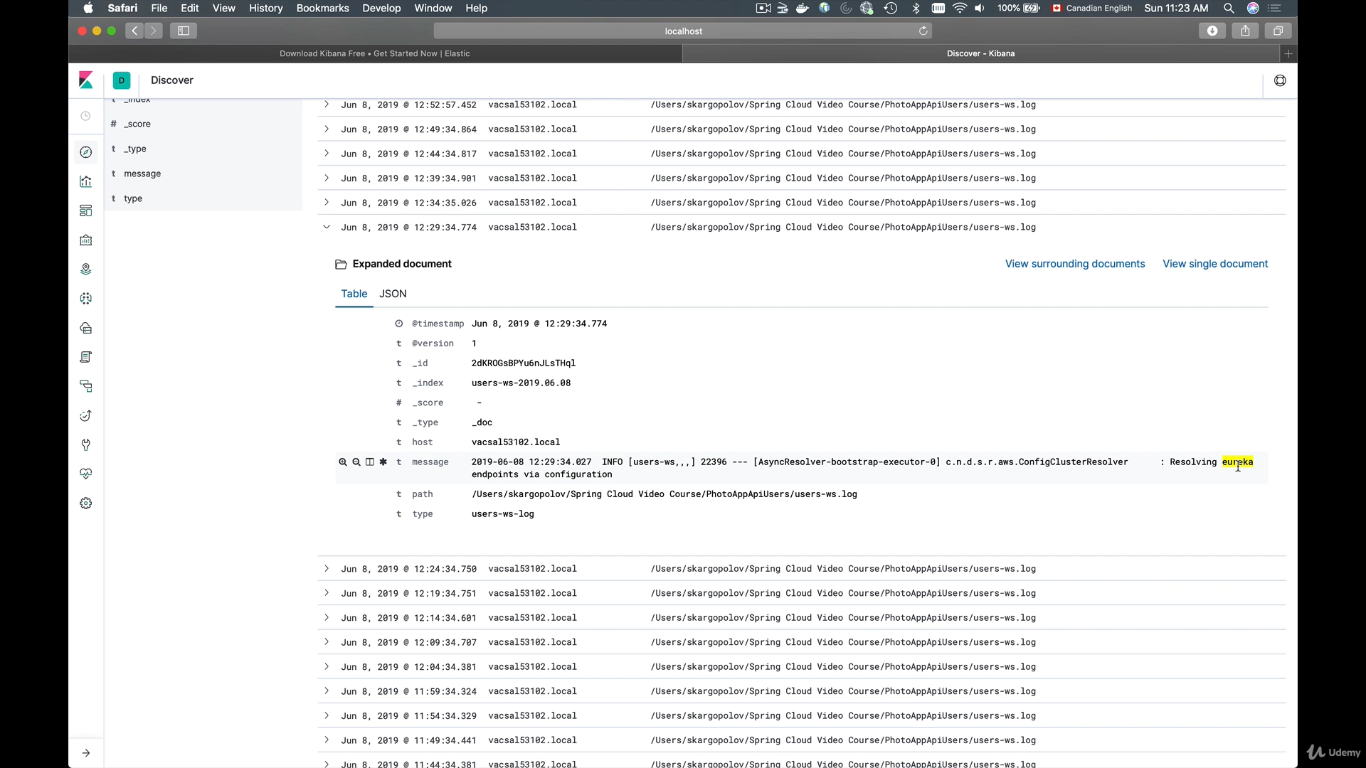 Safari File Edit View History Bookmarks Develop Window Help 100% Canadian English Sun 11:23 AM
localhost
Download Kibana Free • Get Started Now | Elastic
Discover - Kibana
D Discover
t _index
# _score
t _type
t message
t type
Jun 8, 2019 @ 12:52:57.452 vacsal53102.local /Users/skargopolov/Spring Cloud Video Course/PhotoAppApiUsers/users-ws.log
Jun 8, 2019 @ 12:49:34.864 vacsal53102.local /Users/skargopolov/Spring Cloud Video Course/PhotoAppApiUsers/users-ws.log
Jun 8, 2019 @ 12:44:34.817 vacsal53102.local /Users/skargopolov/Spring Cloud Video Course/PhotoAppApiUsers/users-ws.log
Jun 8, 2019 @ 12:39:34.901 vacsal53102.local /Users/skargopolov/Spring Cloud Video Course/PhotoAppApiUsers/users-ws.log
Jun 8, 2019 @ 12:34:35.026 vacsal53102.local /Users/skargopolov/Spring Cloud Video Course/PhotoAppApiUsers/users-ws.log
Jun 8, 2019 @ 12:29:34.774 vacsal53102.local /Users/skargopolov/Spring Cloud Video Course/PhotoAppApiUsers/users-ws.log
Expanded document View surrounding documents View single document
Table JSON
@timestamp Jun 8, 2019 @ 12:29:34.774
t @version 1
t _id 2dKROGsBPYu6nJLsTHql
t _index users-ws-2019.06.08
# _score -
t _type _doc
t host vacsal53102.local
t message 2019-06-08 12:29:34.027 INFO [users-ws,,,] 22396 --- [AsyncResolver-bootstrap-executor-0] c.n.d.s.r.aws.ConfigClusterResolver : Resolving eureka
endpoints via configuration
t path /Users/skargopolov/Spring Cloud Video Course/PhotoAppApiUsers/users-ws.log
t type users-ws-log
Jun 8, 2019 @ 12:24:34.750 vacsal53102.local /Users/skargopolov/Spring Cloud Video Course/PhotoAppApiUsers/users-ws.log
Jun 8, 2019 @ 12:19:34.751 vacsal53102.local /Users/skargopolov/Spring Cloud Video Course/PhotoAppApiUsers/users-ws.log
Jun 8, 2019 @ 12:14:34.601 vacsal53102.local /Users/skargopolov/Spring Cloud Video Course/PhotoAppApiUsers/users-ws.log
Jun 8, 2019 @ 12:09:34.707 vacsal53102.local /Users/skargopolov/Spring Cloud Video Course/PhotoAppApiUsers/users-ws.log
Jun 8, 2019 @ 12:04:34.381 vacsal53102.local /Users/skargopolov/Spring Cloud Video Course/PhotoAppApiUsers/users-ws.log
Jun 8, 2019 @ 11:59:34.324 vacsal53102.local /Users/skargopolov/Spring Cloud Video Course/PhotoAppApiUsers/users-ws.log
Jun 8, 2019 @ 11:54:34.329 vacsal53102.local /Users/skargopolov/Spring Cloud Video Course/PhotoAppApiUsers/users-ws.log
Jun 8, 2019 @ 11:49:34.441 vacsal53102.local /Users/skargopolov/Spring Cloud Video Course/PhotoAppApiUsers/users-ws.log
Jun 8, 2019 @ 11:44:34.381 vacsal53102.local /Users/skargopolov/Spring Cloud Video Course/PhotoAppApiUsers/users-ws.log
Udemy